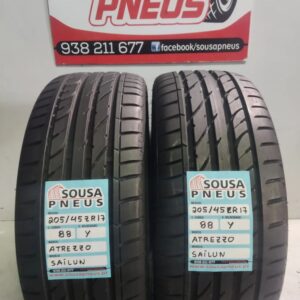 PNEUS
938 211 677
facebook/sousapneus
SOUSA
PNEUS
205/45ZR17
88 Y
ATREZZO
SAILUN
SOUSA
PNEUS
205/45ZR17
88 Y
ATREZZO
SAILUN